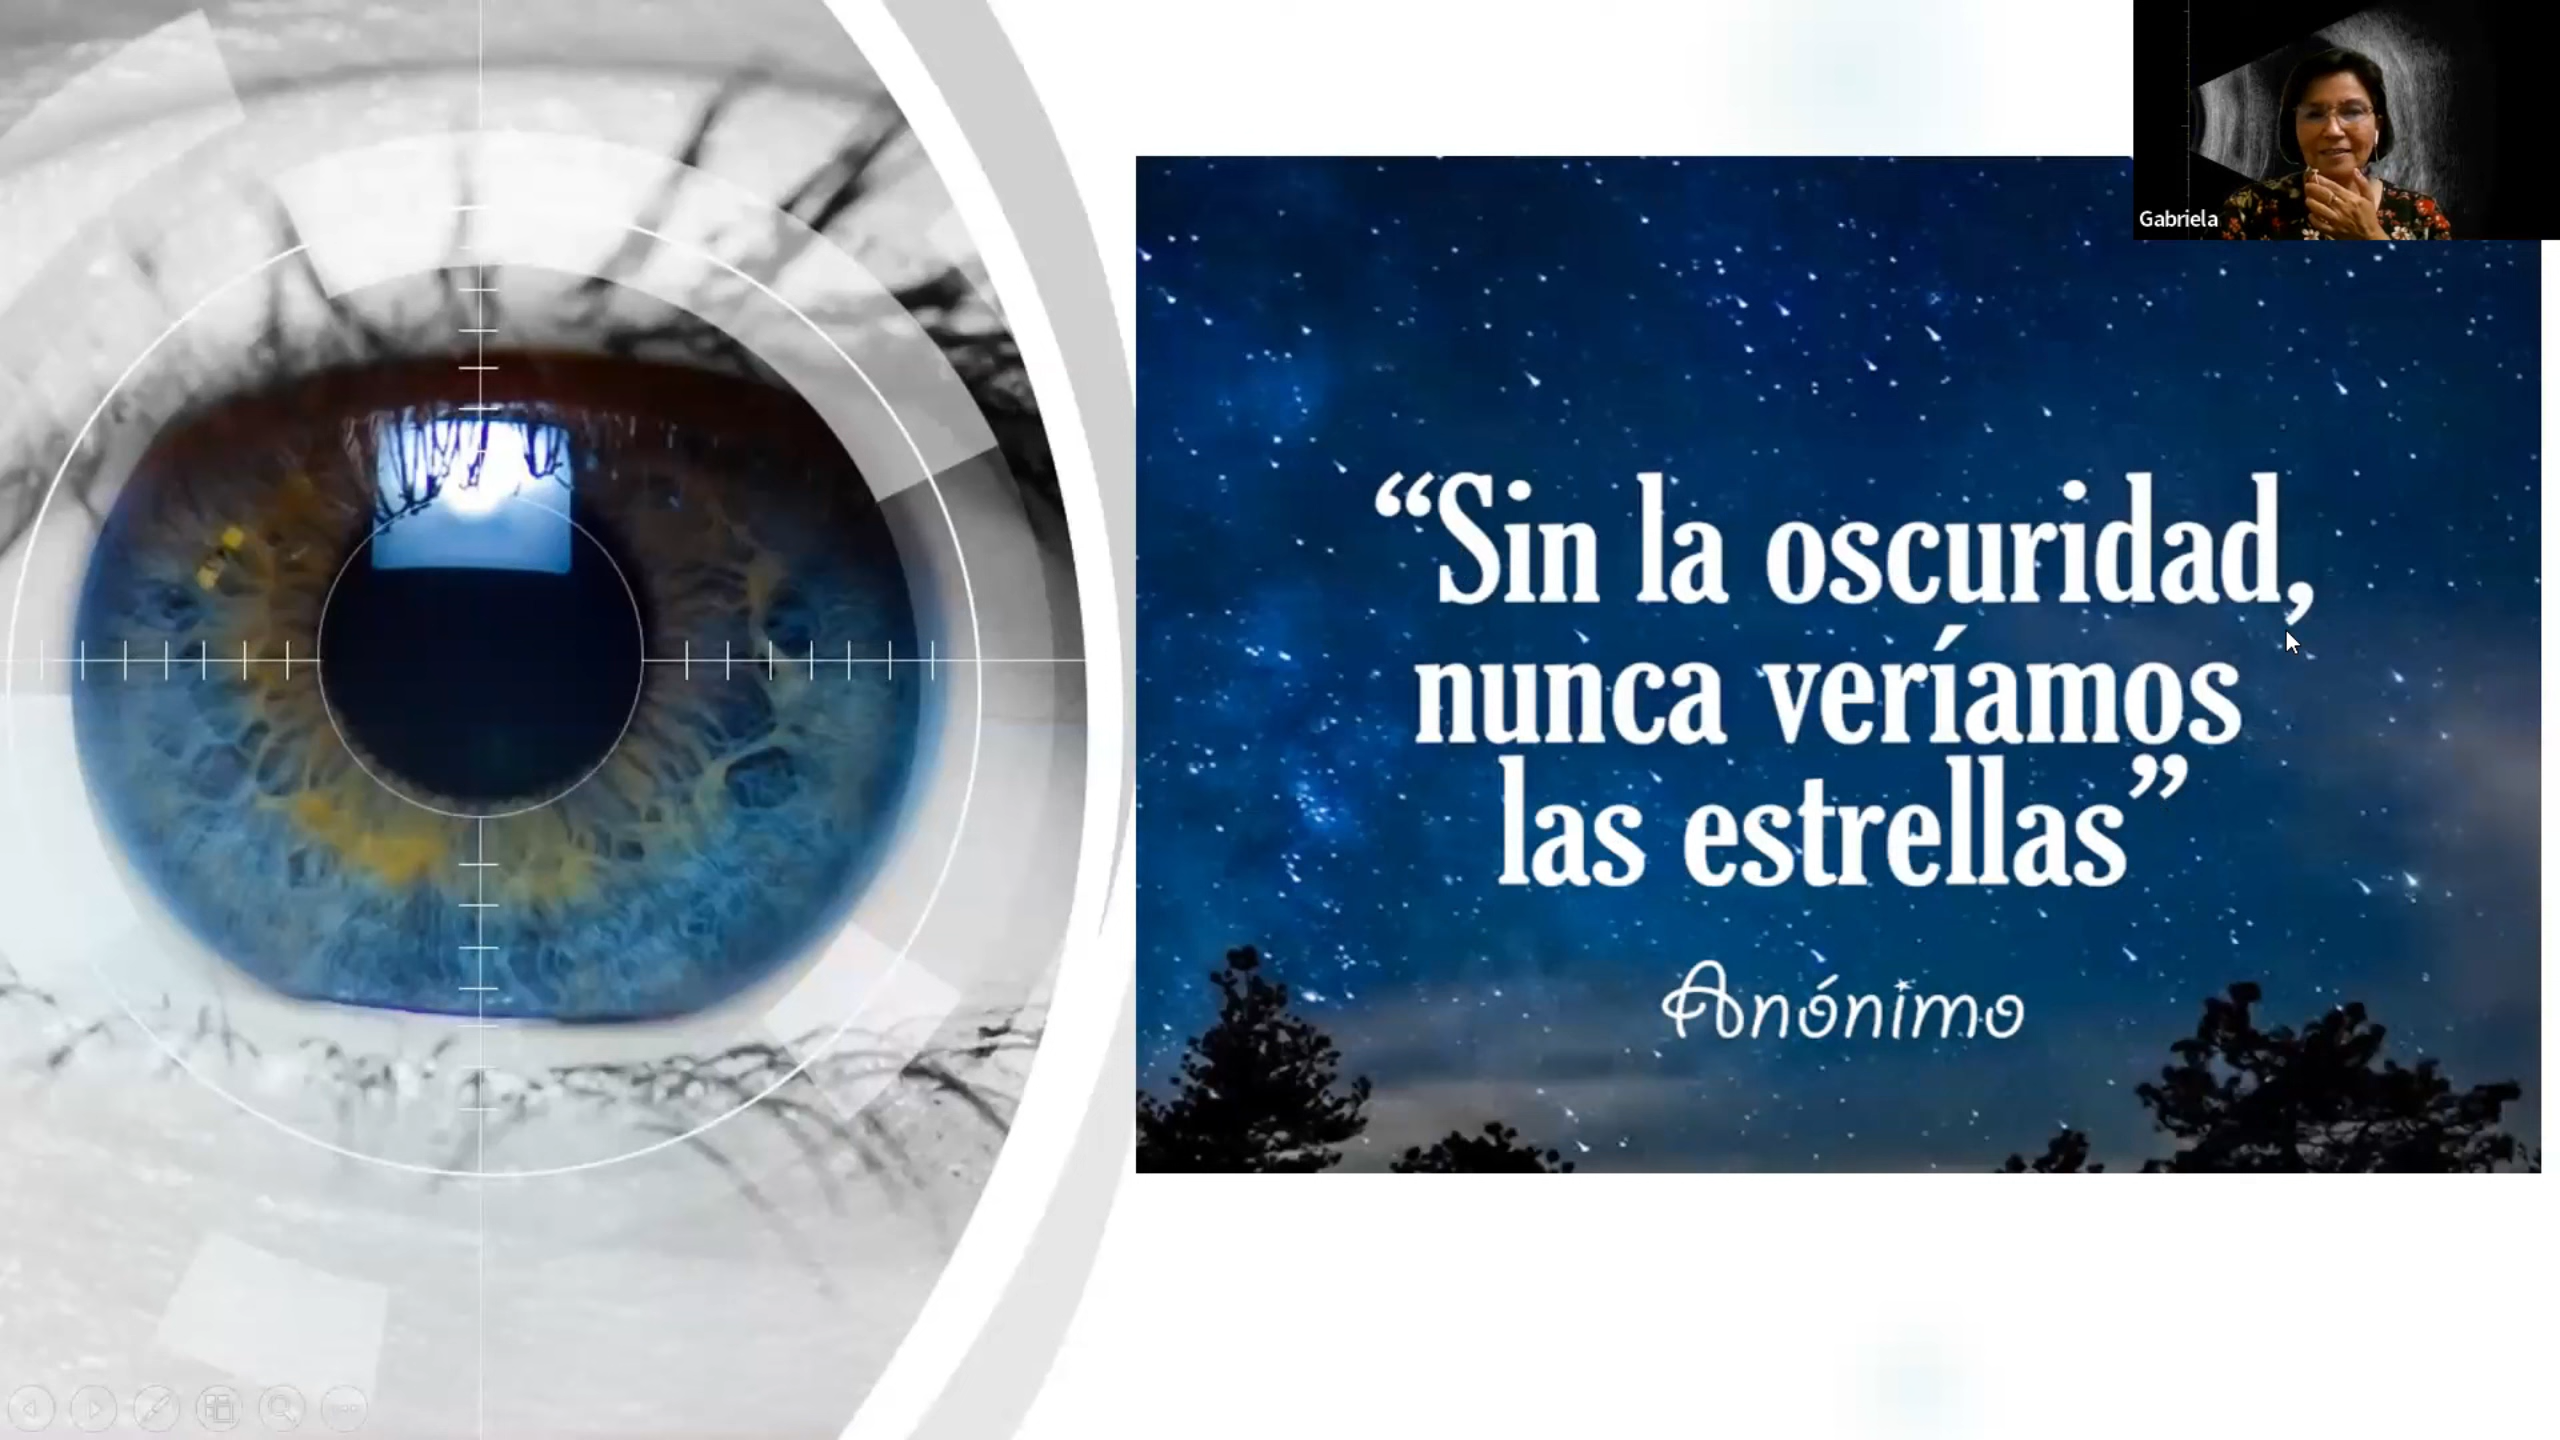 Gabriela
“Sin la oscuridad,
nunca veríamos
las estrellas”
Anónimo